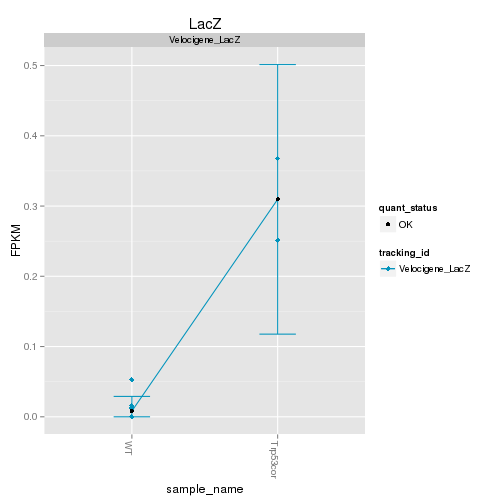 LacZ
Velocigene_LacZ
0.5
0.4
0.3
0.2
0.1
0.0
FPKM
WT
Trp53cor
sample_name
quant_status
OK
tracking_id
Velocigene_LacZ